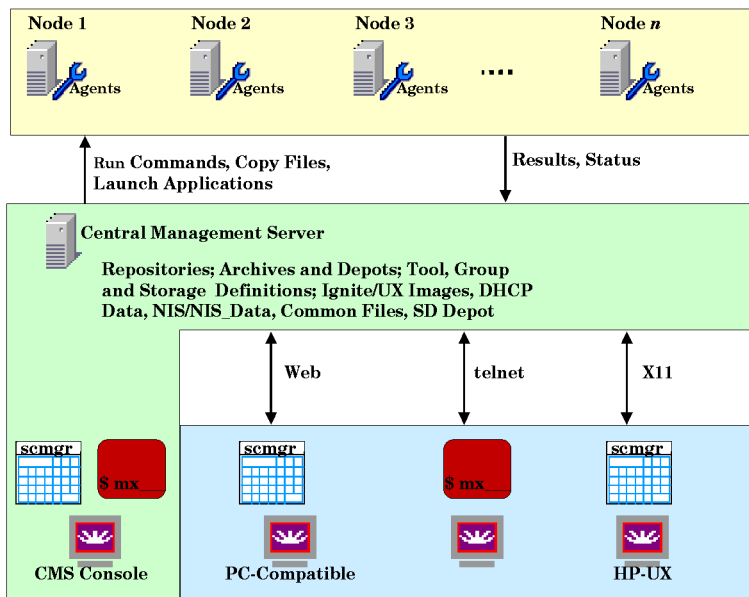 Node 1
Node 2
Node 3
Node n
Agents
Agents
Agents
....
Agents
Run Commands, Copy Files,
Launch Applications
Results, Status
Central Management Server
Repositories; Archives and Depots; Tool, Group
and Storage Definitions; Ignite/UX Images, DHCP
Data, NIS/NIS_Data, Common Files, SD Depot
Web
telnet
X11
scmgr
$ mx___
scmgr
$ mx___
scmgr
CMS Console
PC-Compatible
HP-UX